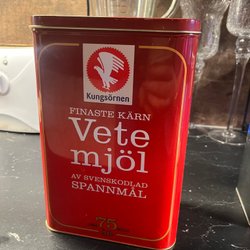 Kungsörnen
FINASTE KÄRN
Vete
mjöl
AV SVENSKODLAD
SPANNMÅL
75